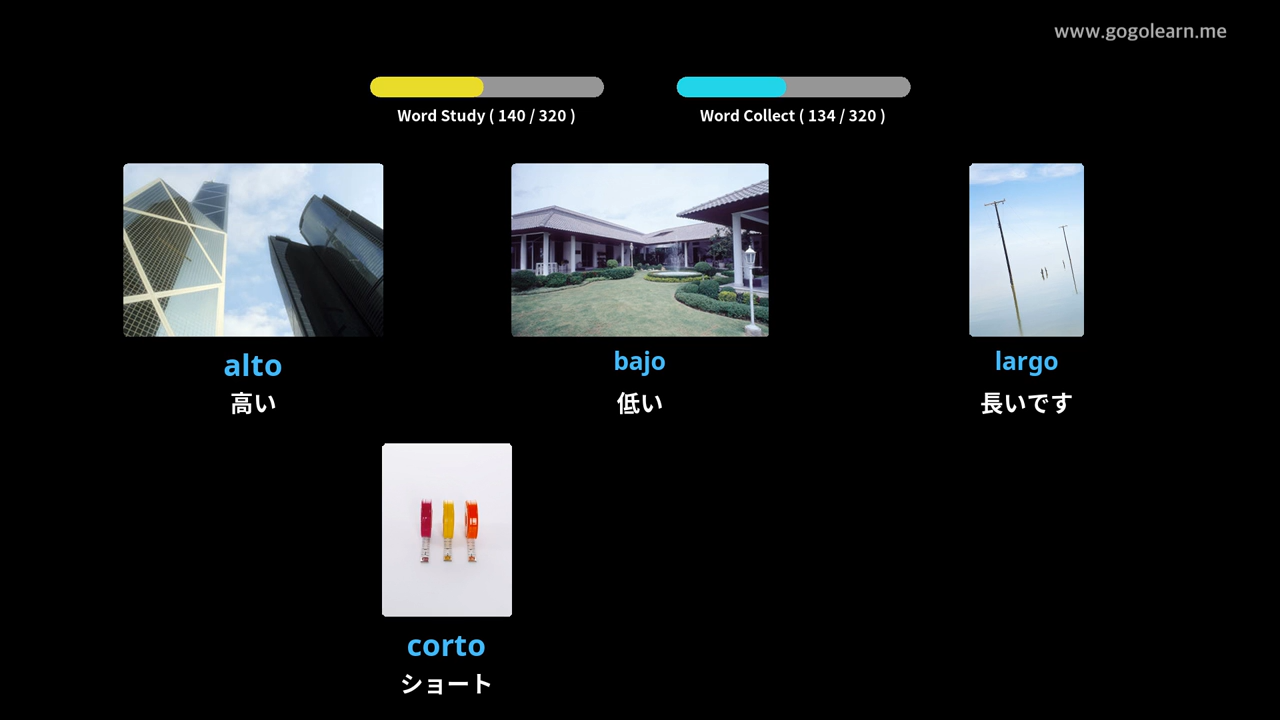 www.gogolearn.me
Word Study ( 140 / 320 )
Word Collect ( 134 / 320 )
alto
高い
bajo
低い
largo
長いです
corto
ショート